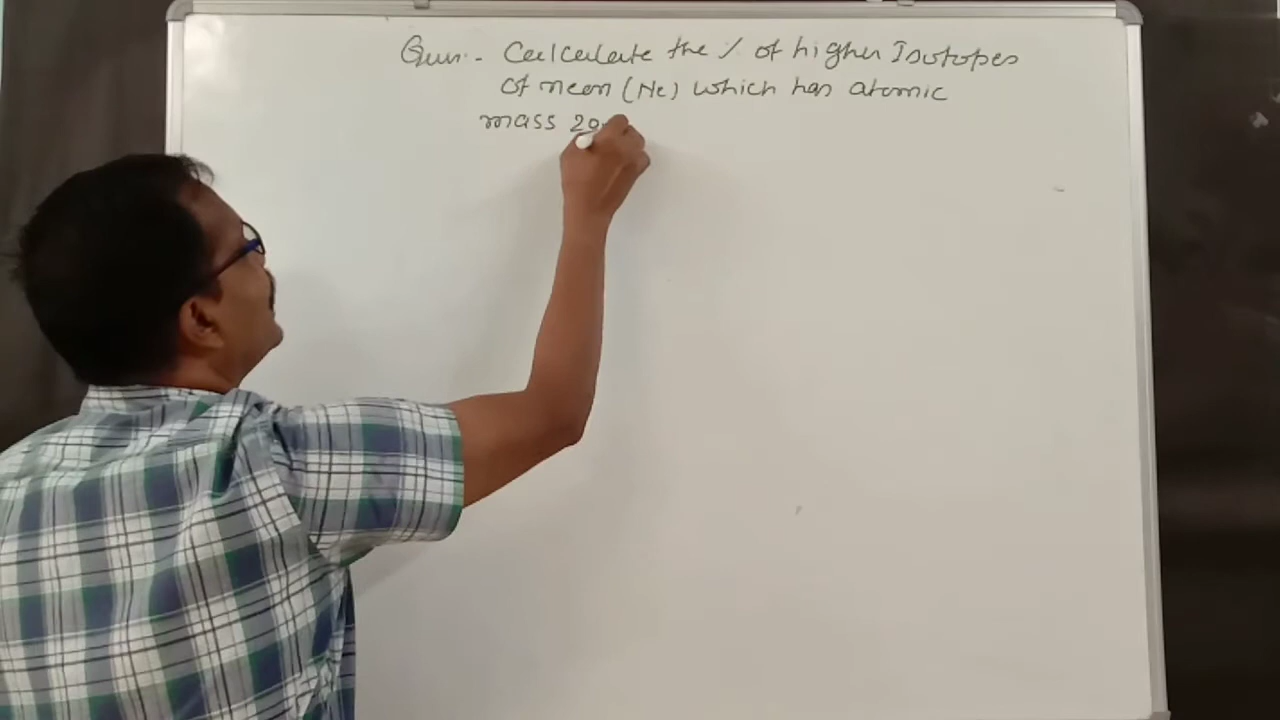 Qun:- Calculate the % of higher Isotopes
of neon (Ne) which has atomic
mass 20